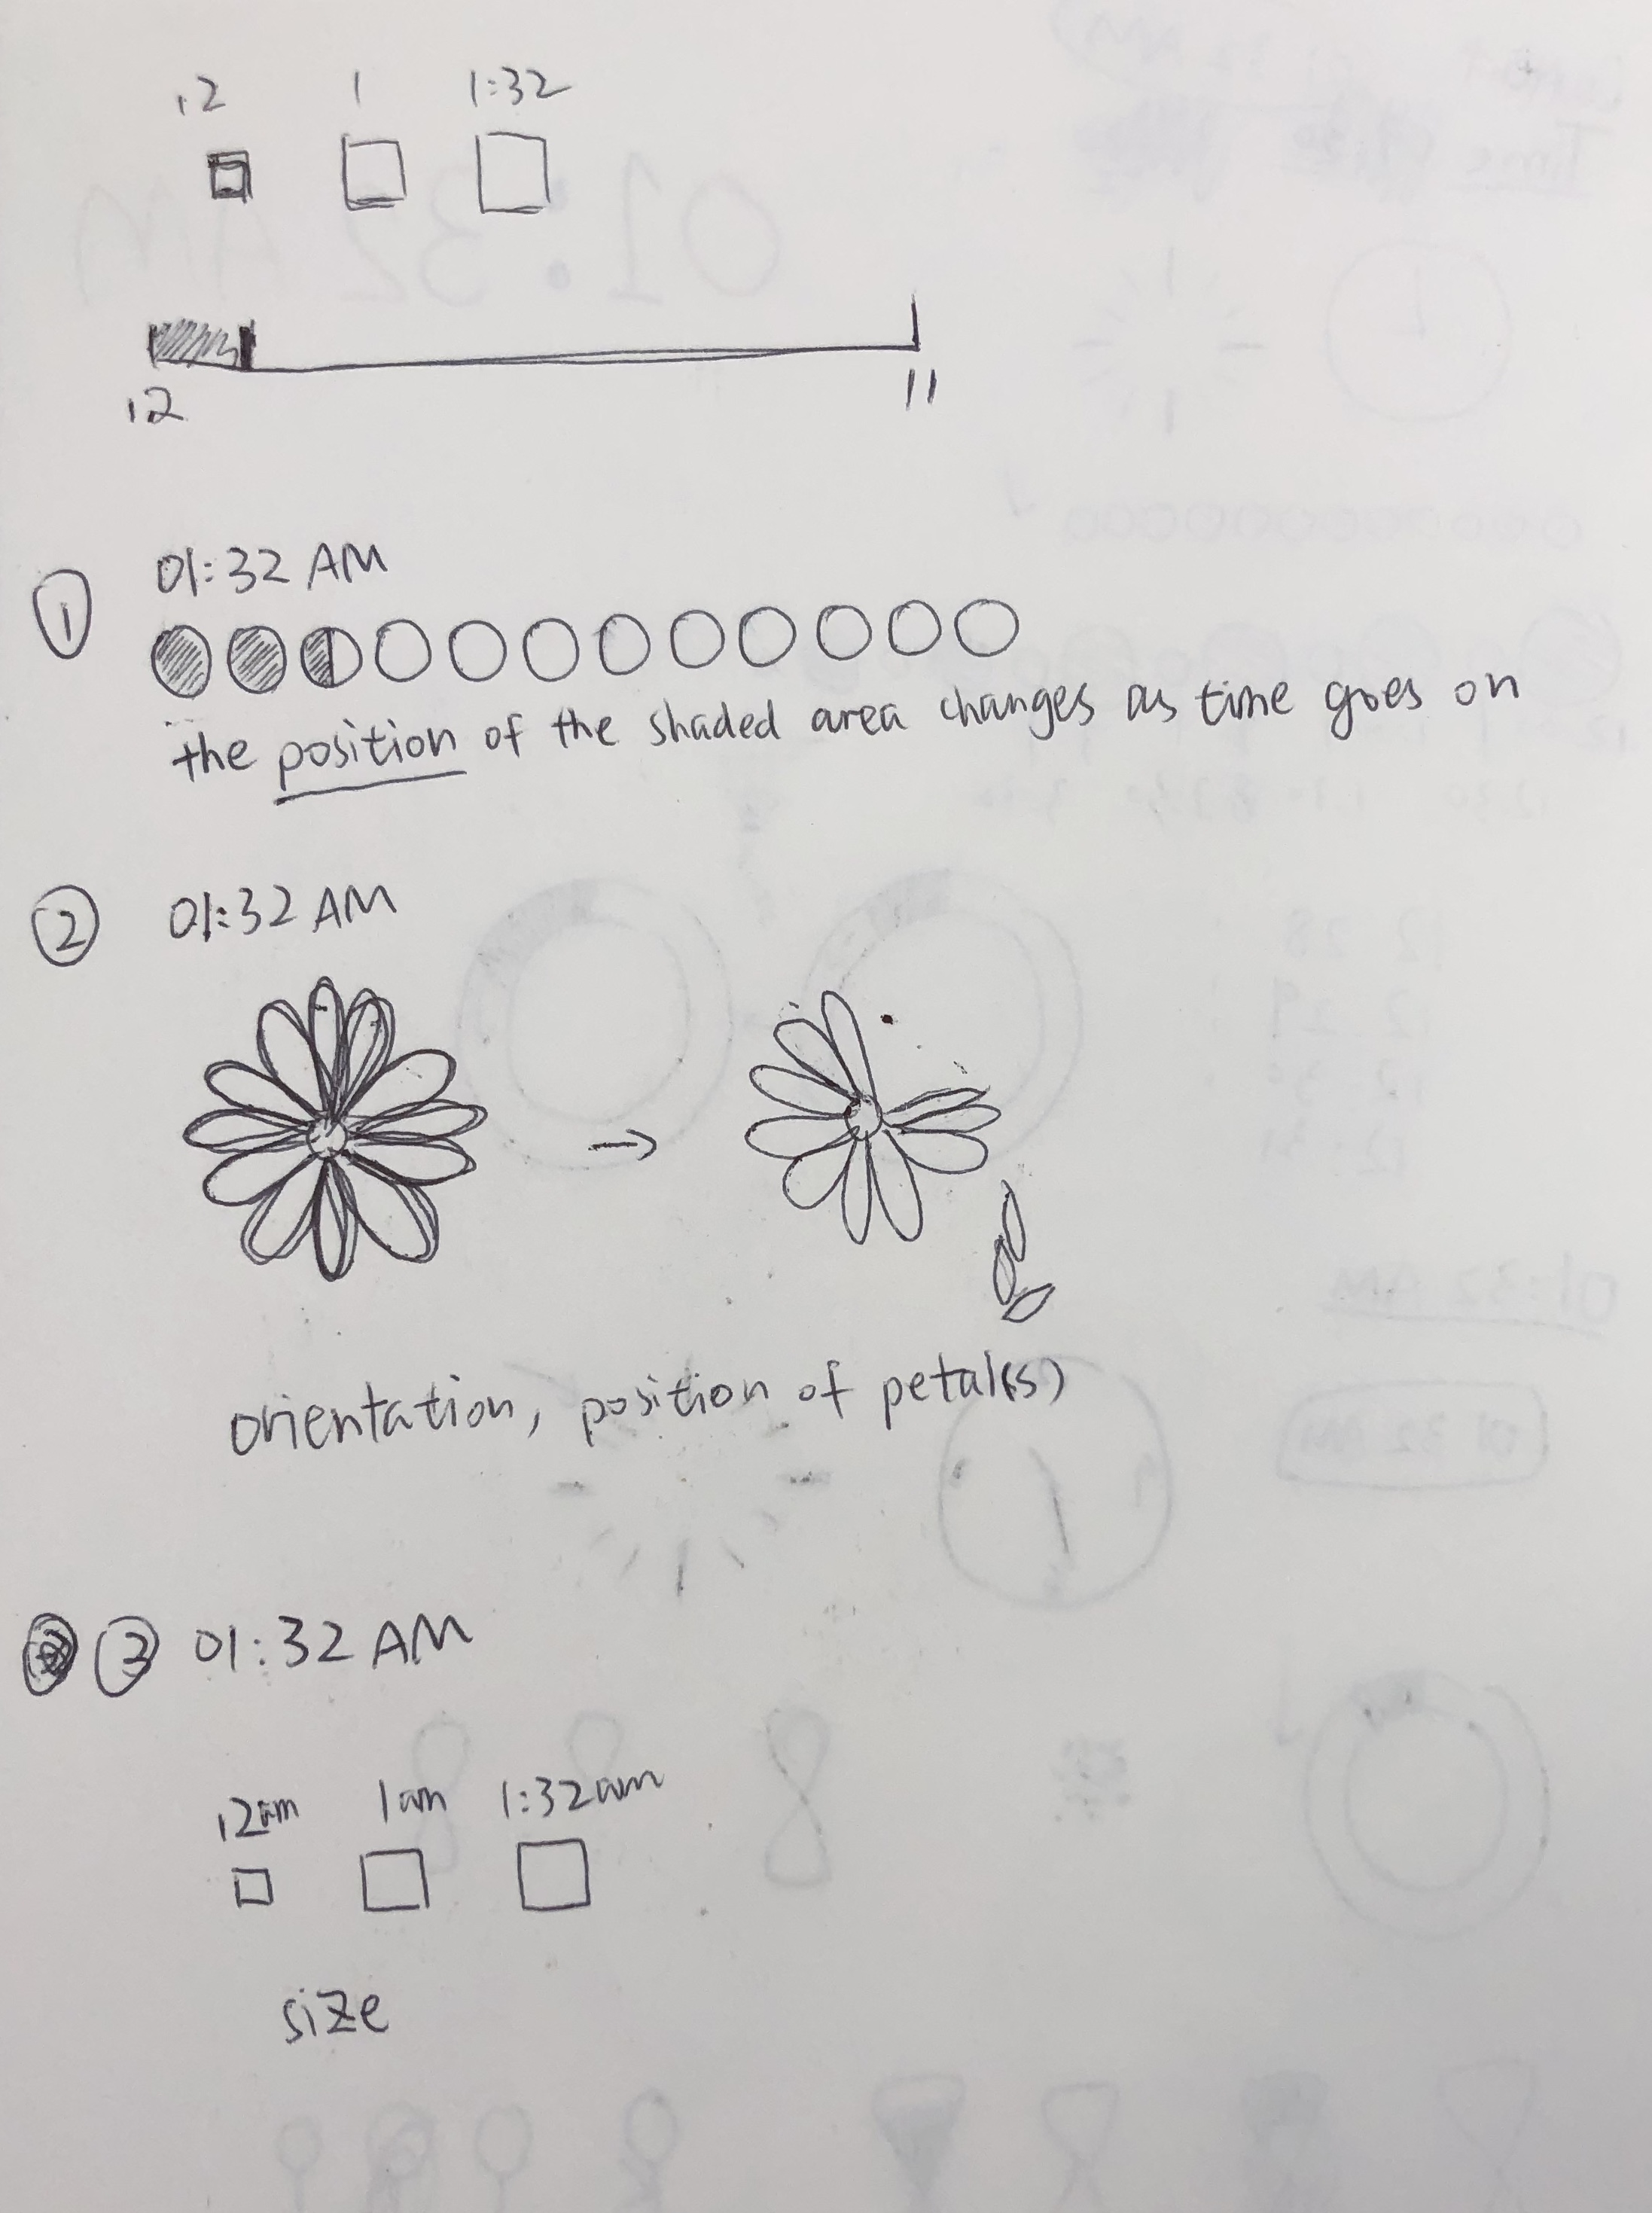 12 1 1:32
12 11
1 01:32 AM
the position of the shaded area changes as time goes on
2 01:32 AM
orientation, position of petal(s)
3 01:32 AM
12am 1am 1:32am
size